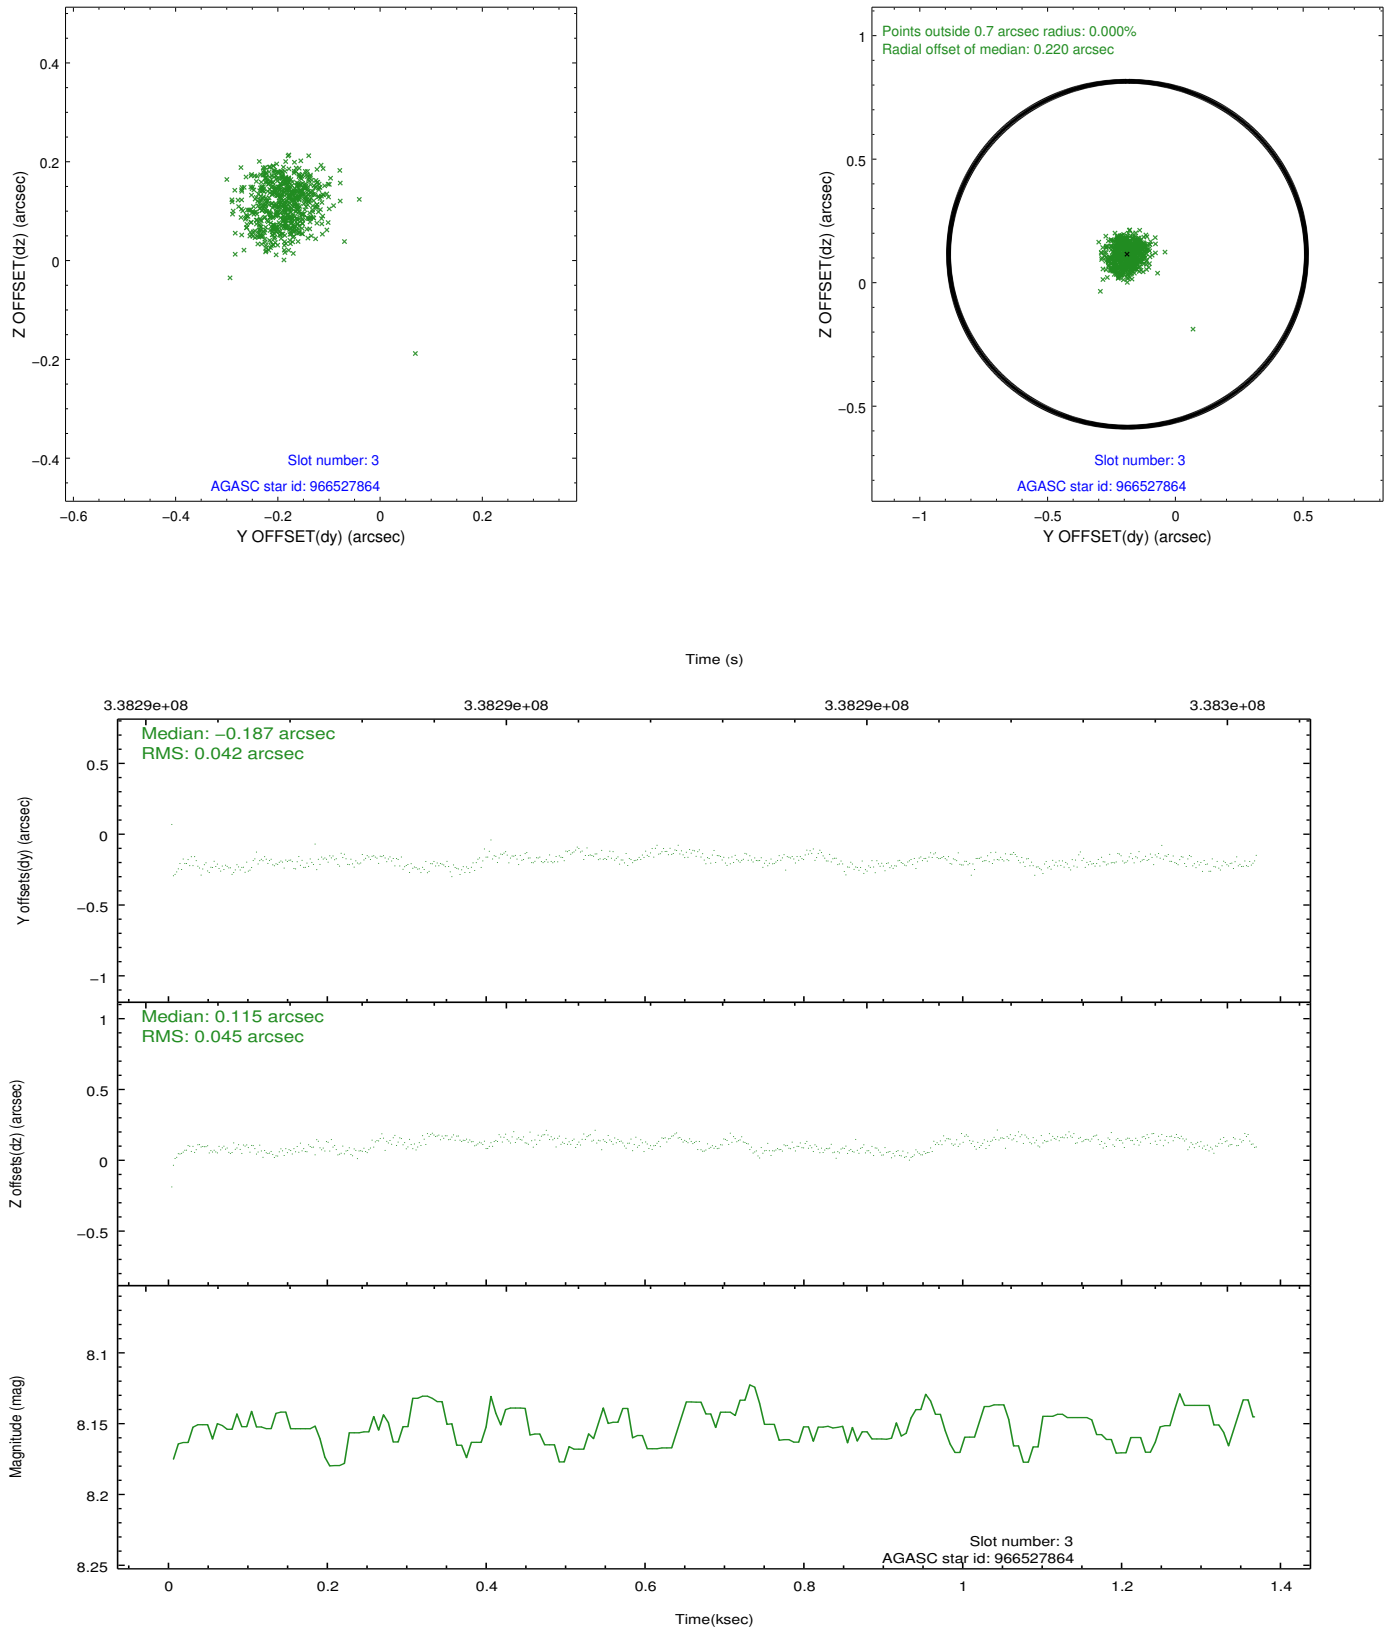 0.4
0.2
0
−0.2
−0.4
Z OFFSET(dz) (arcsec)
Slot number: 3
AGASC star id: 966527864
−0.6
−0.4
−0.2
0
0.2
Y OFFSET(dy) (arcsec)
Points outside 0.7 arcsec radius: 0.000%
Radial offset of median: 0.220 arcsec
1
0.5
0
−0.5
Z OFFSET(dz) (arcsec)
Slot number: 3
AGASC star id: 966527864
−1
−0.5
0
0.5
Y OFFSET(dy) (arcsec)
Time (s)
3.3829e+08
3.3829e+08
3.3829e+08
3.383e+08
Median: −0.187 arcsec
RMS: 0.042 arcsec
0.5
0
−0.5
−1
Y offsets(dy) (arcsec)
Median: 0.115 arcsec
RMS: 0.045 arcsec
1
0.5
0
−0.5
Z offsets(dz) (arcsec)
8.1
8.15
8.2
8.25
Magnitude (mag)
Slot number: 3
AGASC star id: 966527864
0
0.2
0.4
0.6
0.8
1
1.2
1.4
Time(ksec)